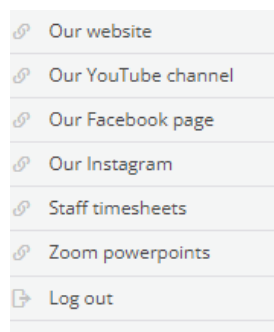 Our website
Our YouTube channel
Our Facebook page
Our Instagram
Staff timesheets
Zoom powerpoints
Log out